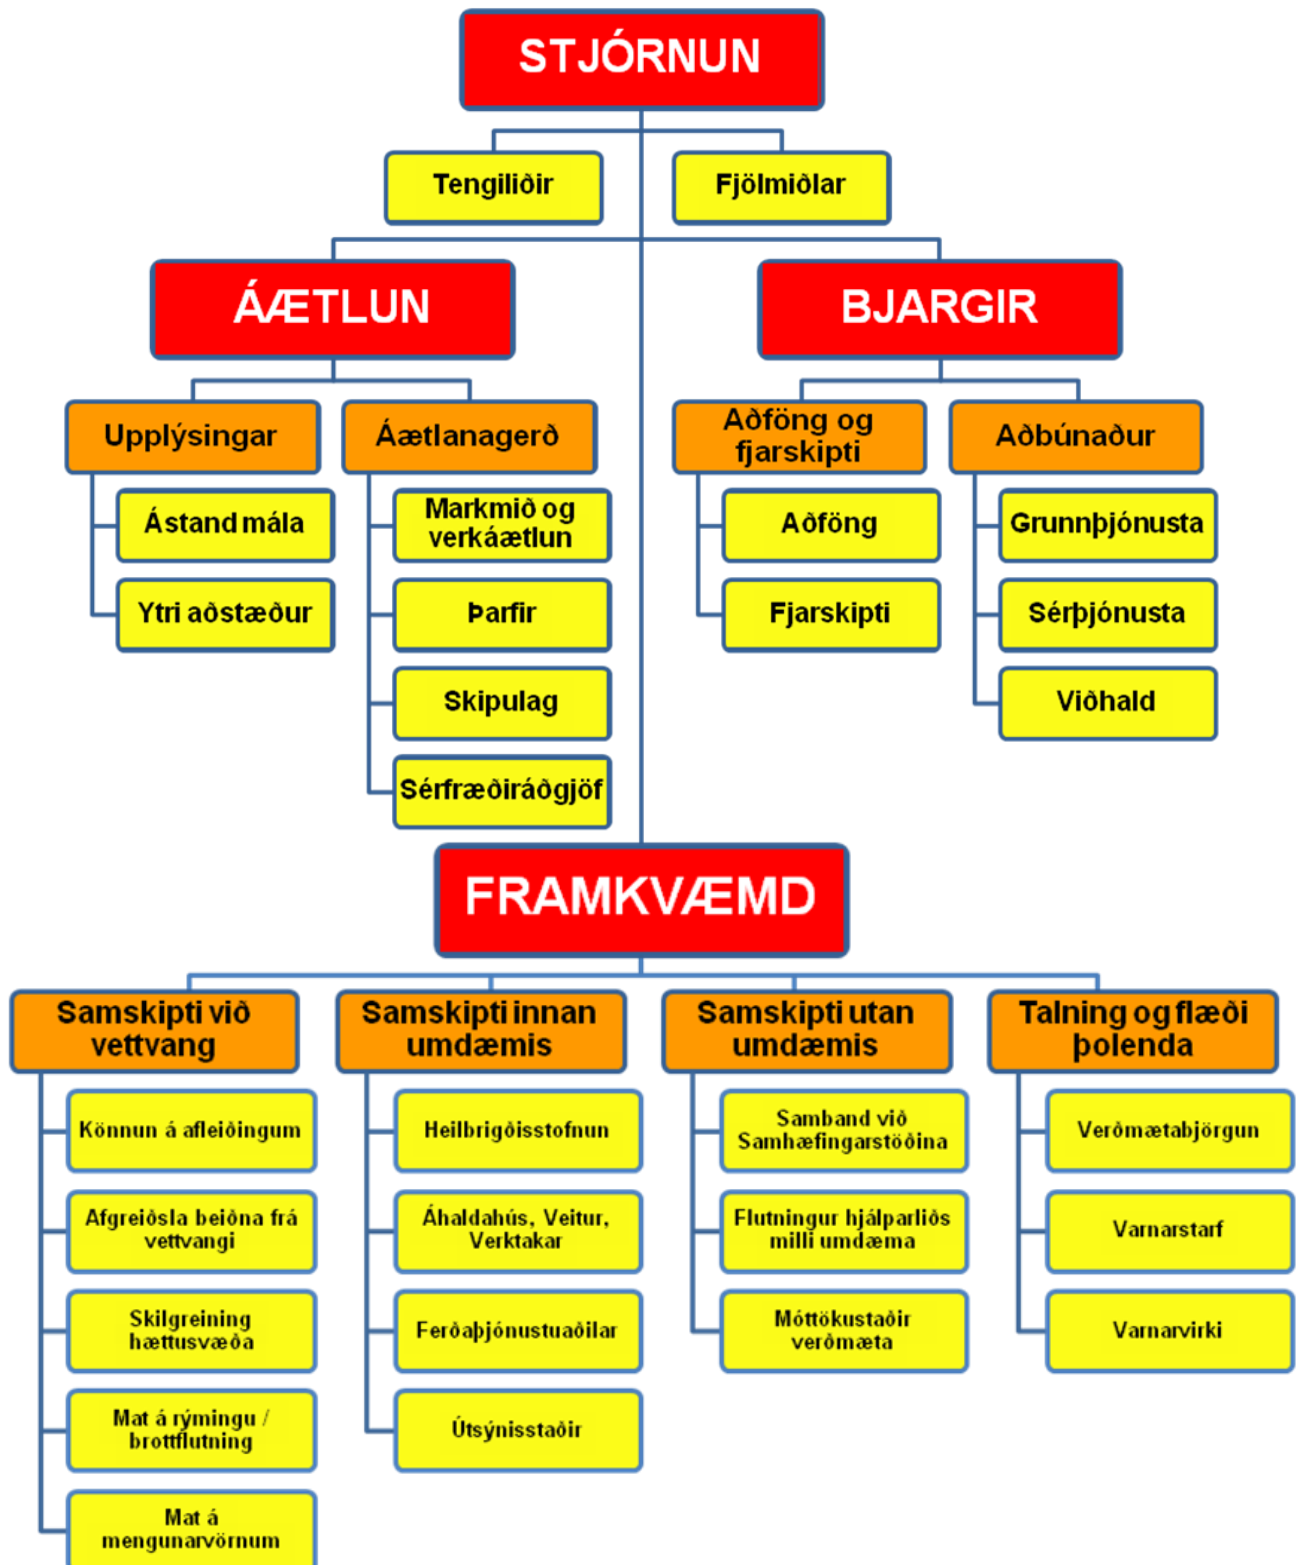 STJÓRNUN
Tengiliðir
Fjölmiðlar
ÁÆTLUN
BJARGIR
Upplýsingar
Ástand mála
Ytri aðstæður
Áætlanagerð
Markmið og
verkáætlun
Þarfir
Skipulag
Sérfræðiráðgjöf
Aðföng og
fjarskipti
Aðföng
Fjarskipti
Aðbúnaður
Grunnþjónusta
Sérþjónusta
Viðhald
FRAMKVÆMD
Samskipti við
vettvang
Könnun á afleiðingum
Afgreiðsla beiðna frá
vettvangi
Skilgreining
hættusvæða
Mat á rýmingu /
brottflutning
Mat á
mengunarvörnum
Samskipti innan
umdæmis
Heilbrigðisstofnun
Áhaldahús, Veitur,
Verktakar
Ferðaþjónustuaðilar
Útsýnisstaðir
Samskipti utan
umdæmis
Samband við
Samhæfingarstöðina
Flutningur hjálparliðs
milli umdæma
Móttökustaðir
verðmæta
Talning og flæði
þolenda
Verðmætabjörgun
Varnarstarf
Varnarvirki